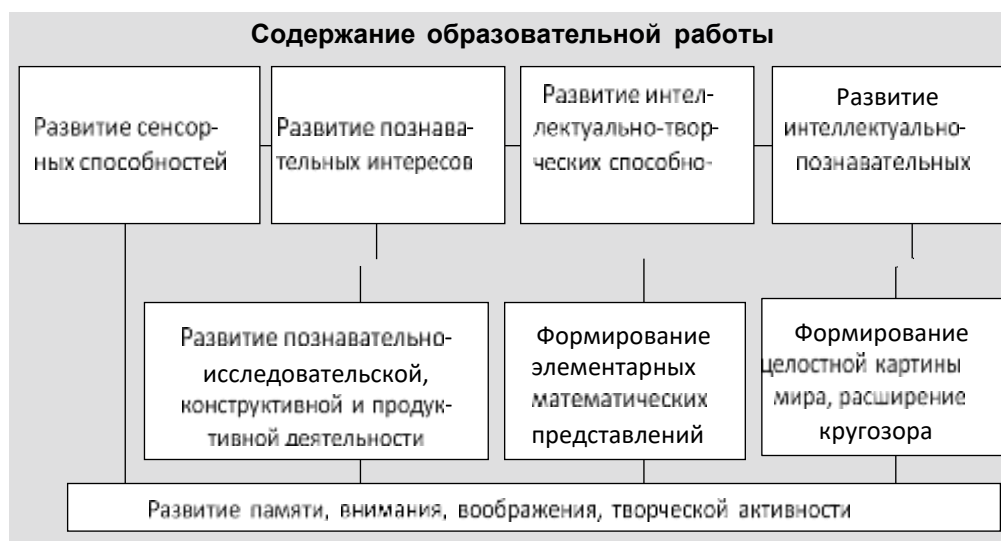 Содержание образовательной работы
Развитие сенсор-
ных способностей
Развитие познава-
тельных интересов
Развитие интел-
лектуально-твор-
ческих способно-
Развитие
интеллектуально-
познавательных
Развитие познавательно-
исследовательской,
конструктивной и продук-
тивной деятельности
Формирование
элементарных
математических
представлений
Формирование
целостной картины
мира, расширение
кругозора
Развитие памяти, внимания, воображения, творческой активности